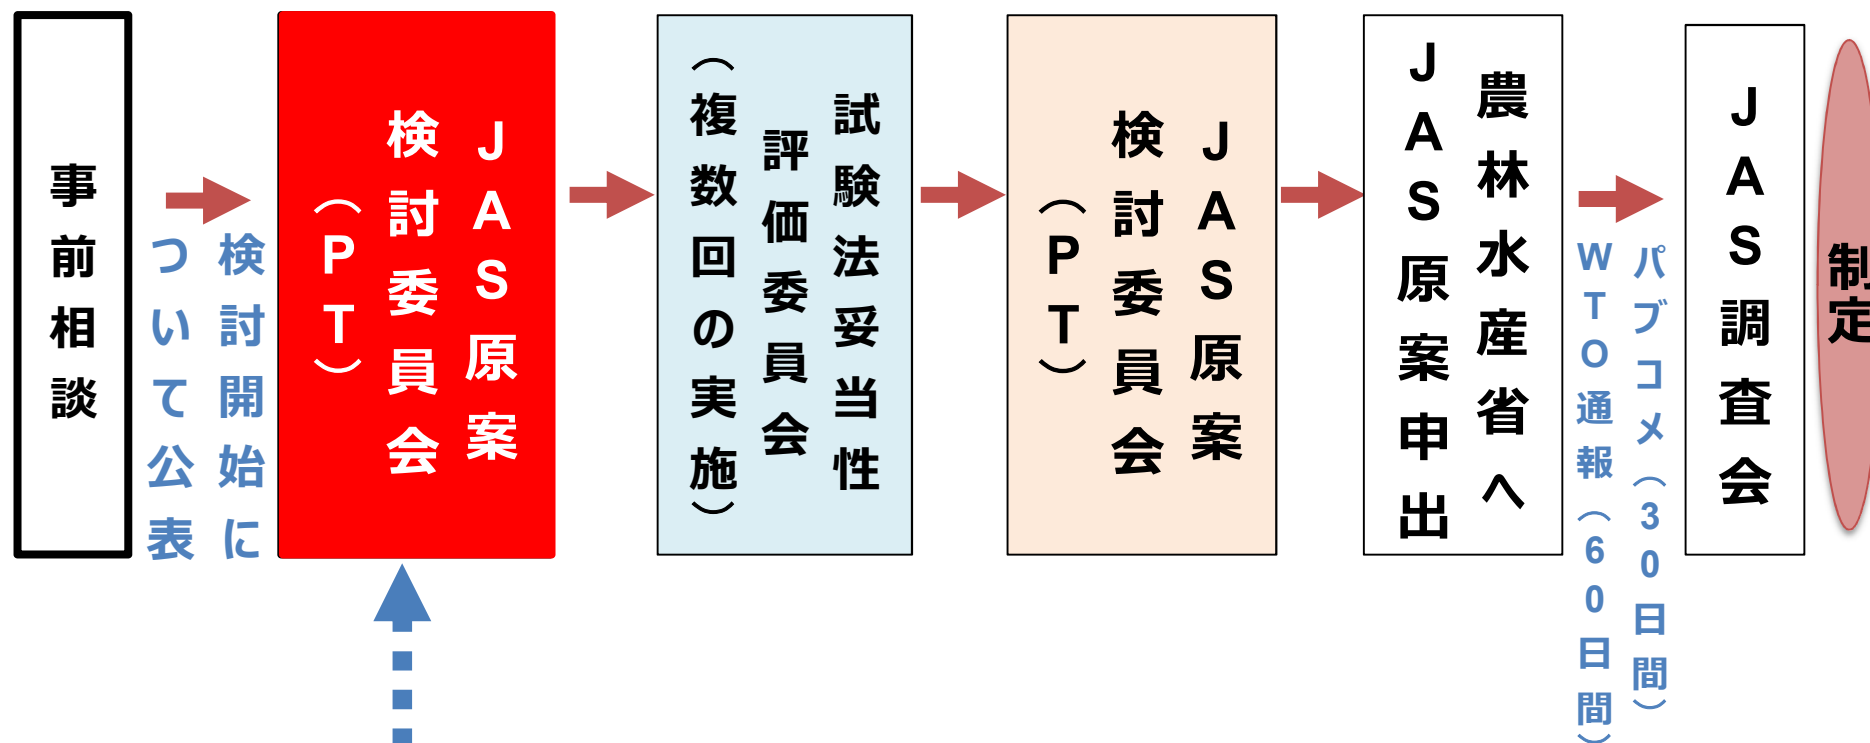 事前相談
検討開始に
ついて公表
JAS原案
検討委員会
（PT）
試験法妥当性
評価委員会
（複数回の実施）
JAS原案
検討委員会
（PT）
農林水産省へ
JAS原案申出
パブコメ（30日間）
WTO通報（60日間）
JAS調査会
制定